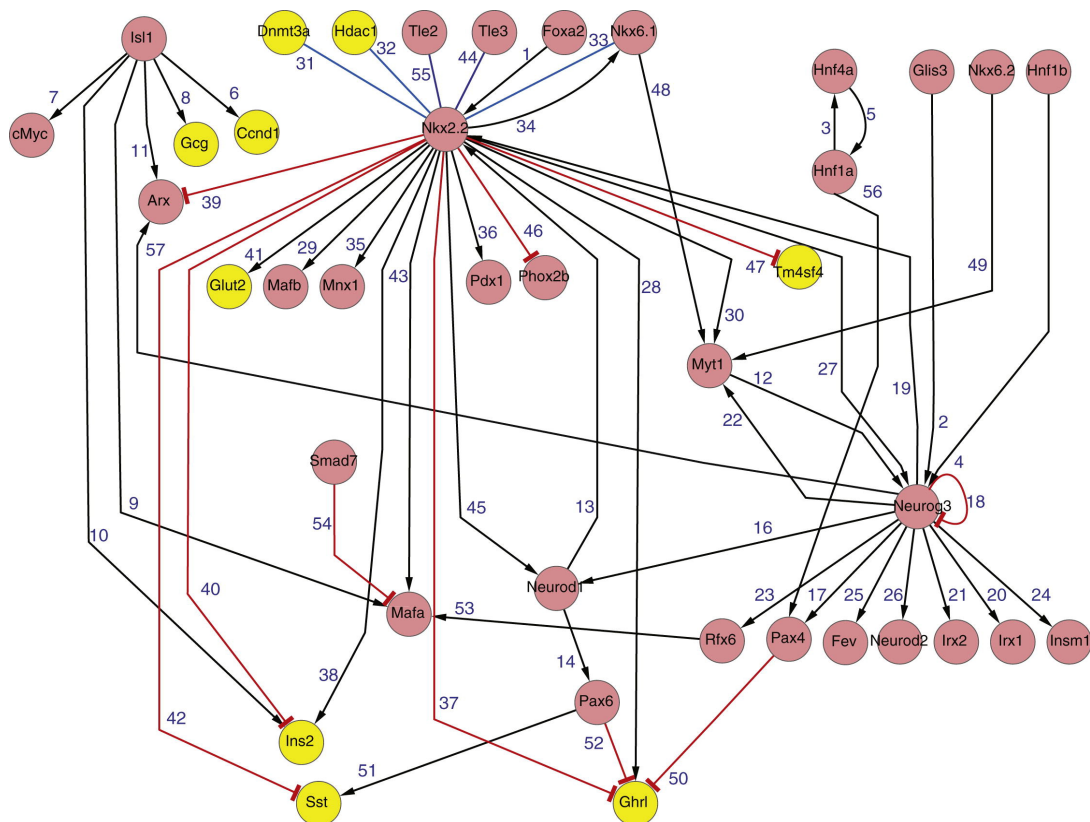 Dnmt3a
Hdac1
Tle2
Tle3
Foxa2
Nkx6.1
Isl1
32
44
1
33
31
55
7
8
6
48
34
Hnf4a
Glis3
Nkx6.2
Hnf1b
3
5
cMyc
Gcg
Ccnd1
Nkx2.2
11
Hnf1a
56
Arx
39
57
41
29
35
43
36
46
28
47
49
Glut2
Mafb
Mnx1
Pdx1
Phox2b
Tm4sf4
30
Myt1
12
27
19
22
2
Smad7
4
9
54
45
13
Neurog3
18
10
16
40
Neurod1
Mafa
53
23
17
25
26
21
20
24
Rfx6
Pax4
Fev
Neurod2
Irx2
Irx1
Insm1
14
38
42
37
Pax6
52
Ins2
51
50
Sst
Ghrl